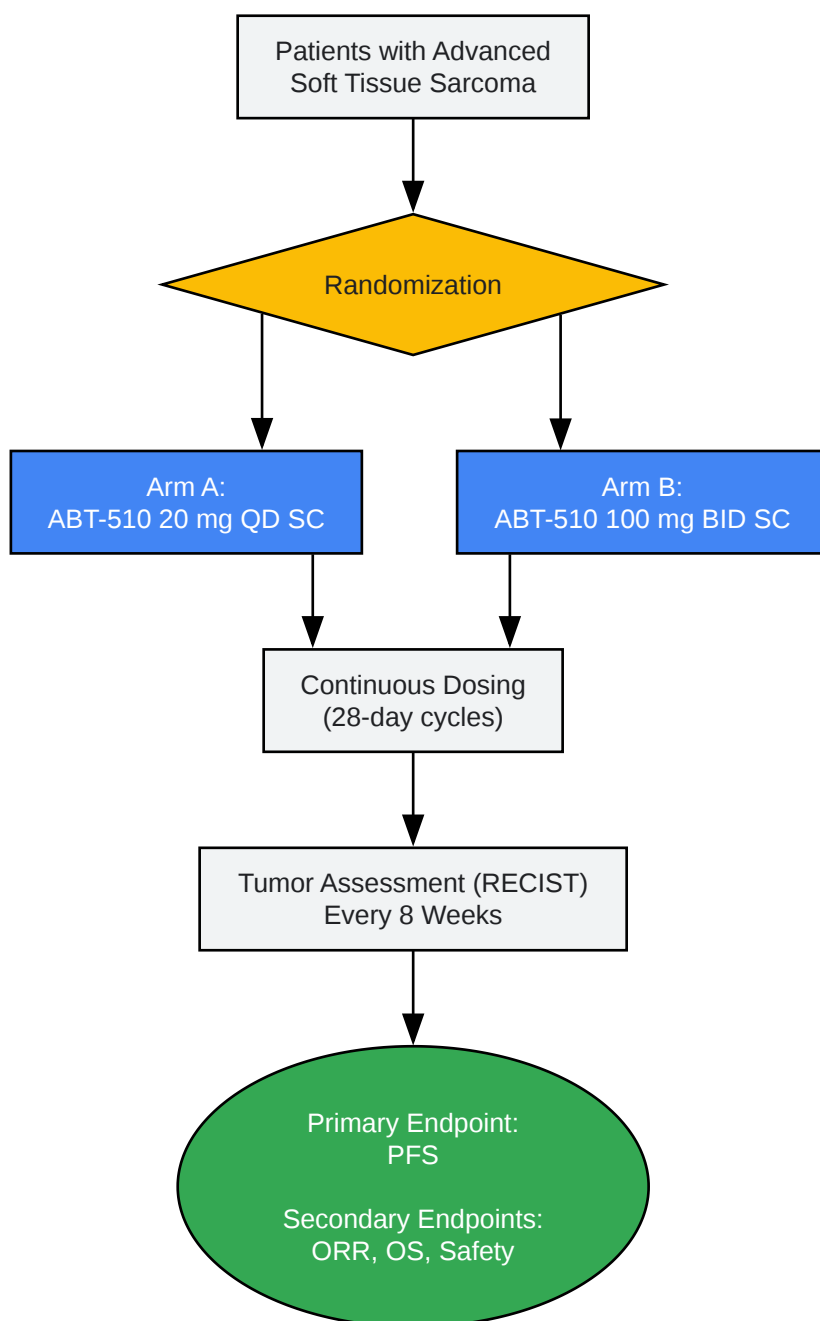 Patients with Advanced
Soft Tissue Sarcoma
Randomization
Arm A:
ABT-510 20 mg QD SC
Arm B:
ABT-510 100 mg BID SC
Continuous Dosing
(28-day cycles)
Tumor Assessment (RECIST)
Every 8 Weeks
Primary Endpoint:
PFS
Secondary Endpoints:
ORR, OS, Safety